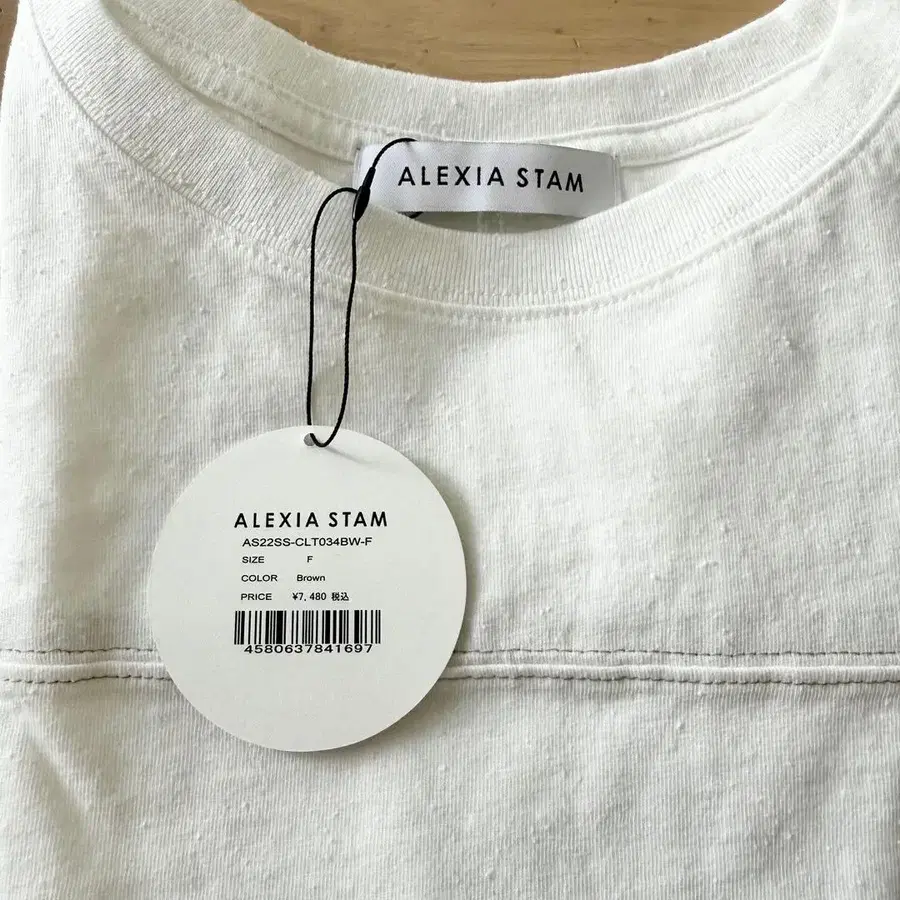 ALEXIA STAM
ALEXIA STAM
AS22SS-CLT034BW-F
SIZE F
COLOR Brown
PRICE ¥7,480 税込
4580637841697